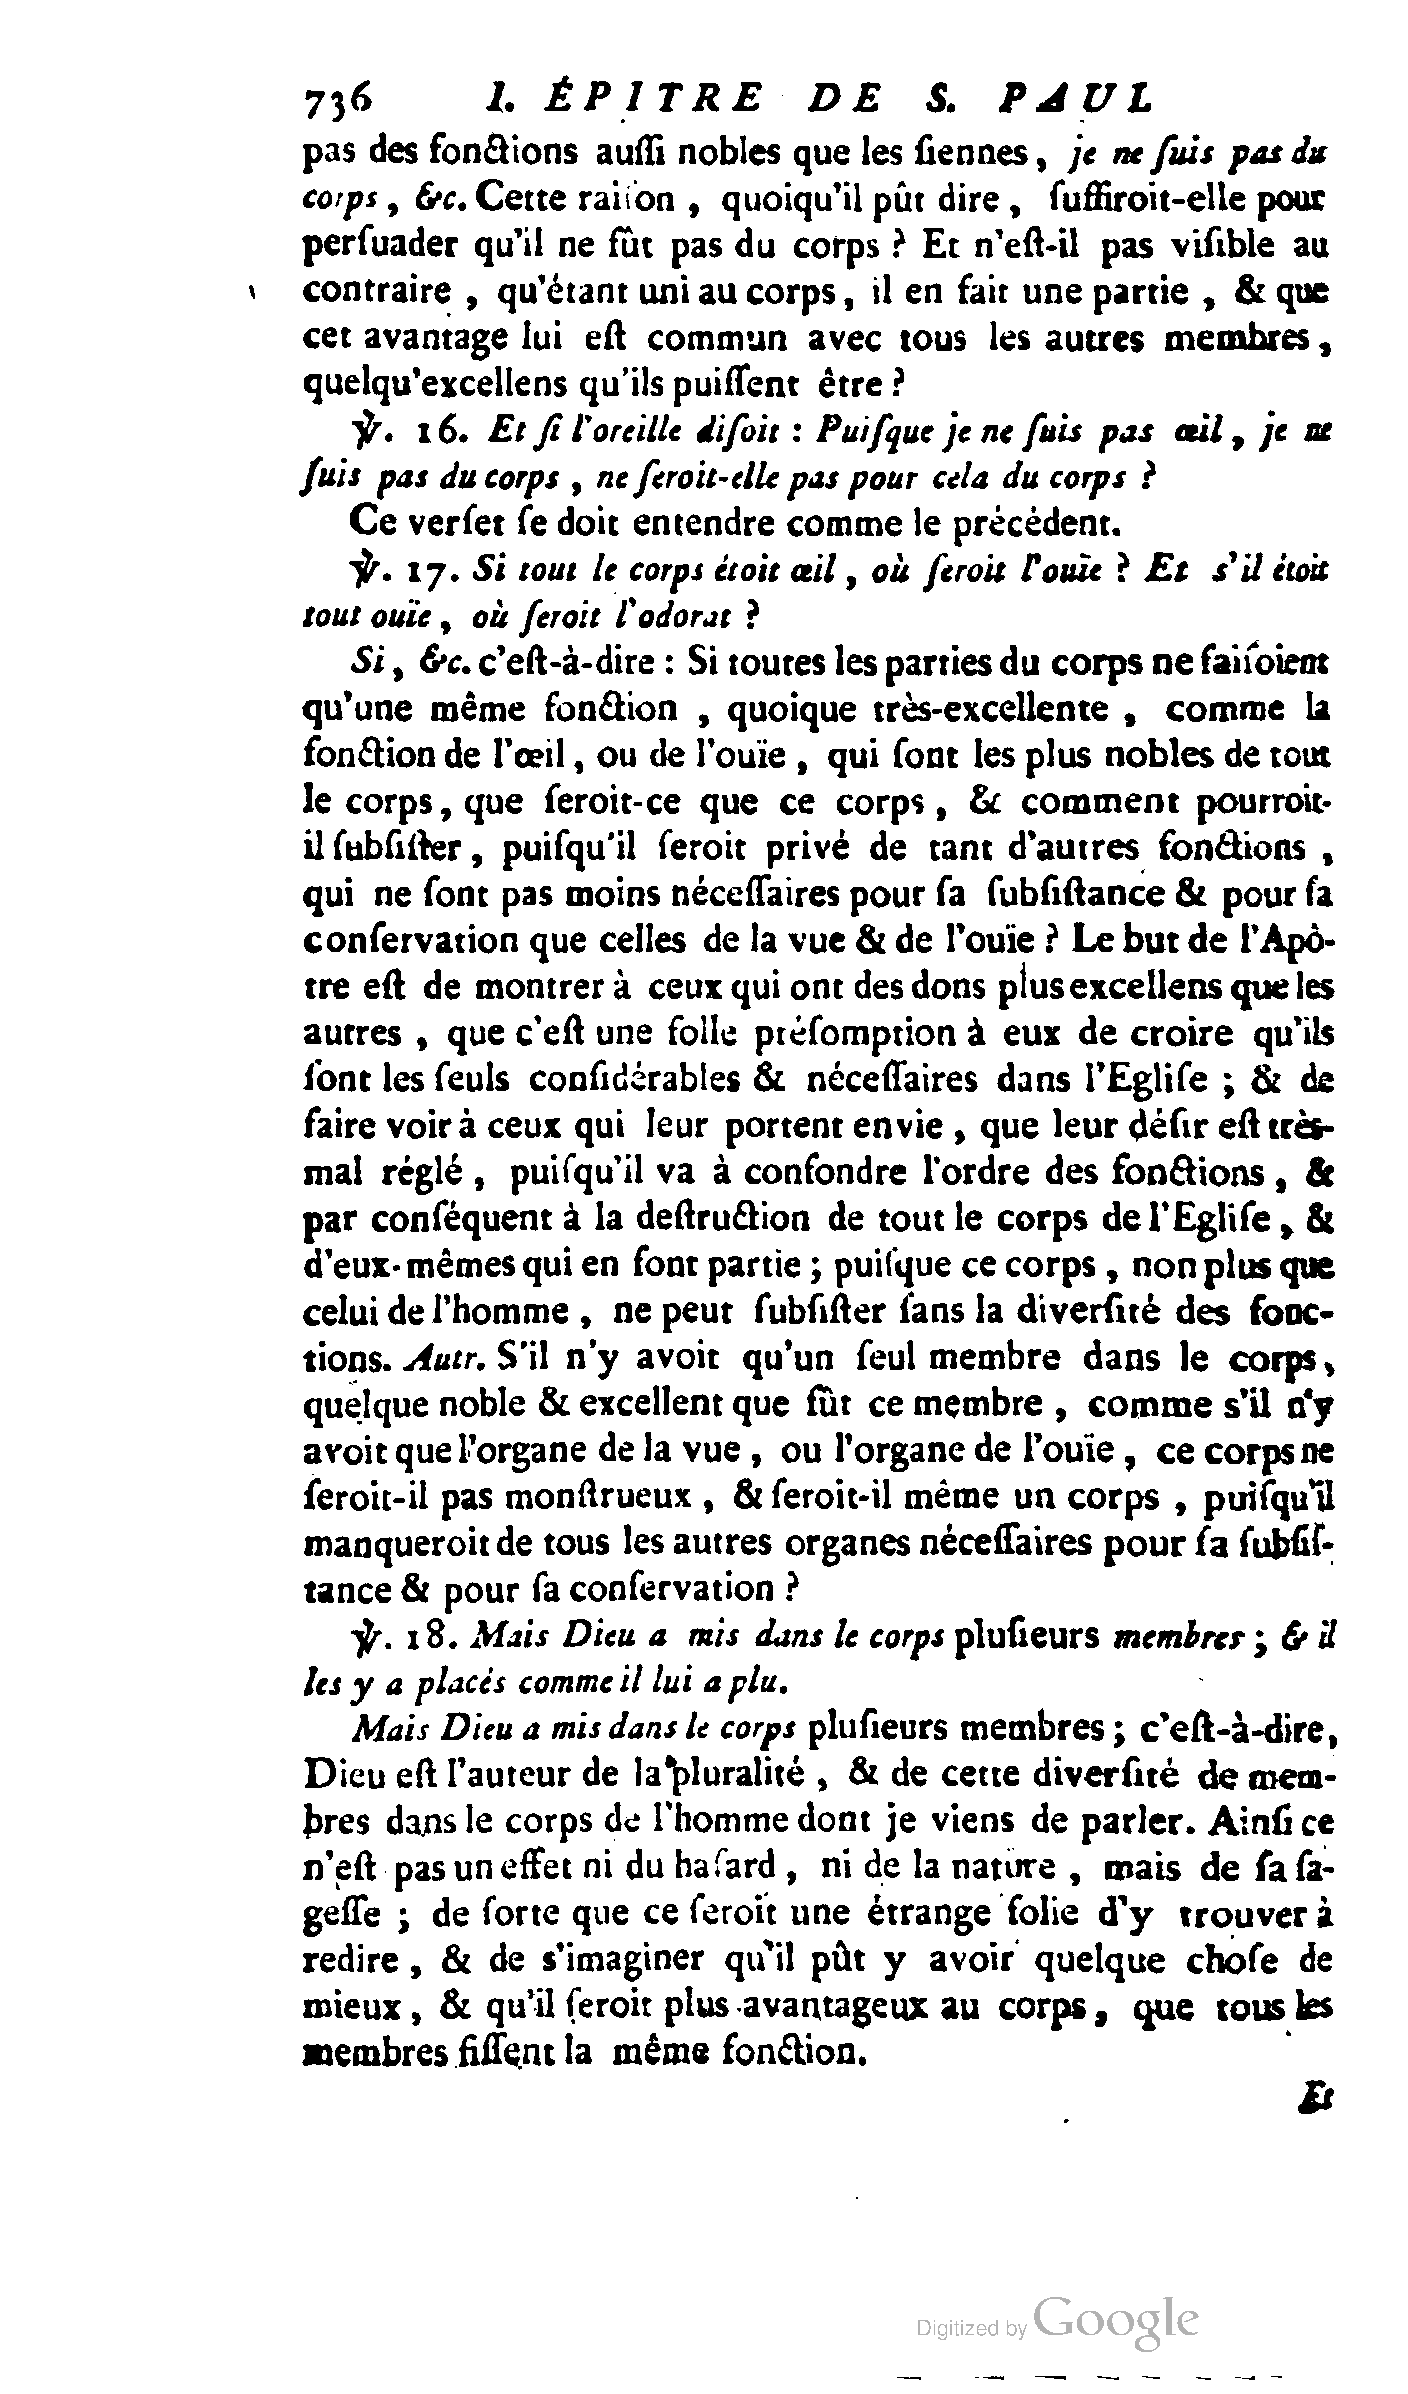 736 I. ÉPITRE DE S. PAUL
pas des fonctions auſſi nobles que les ſiennes, je ne ſuis pas du
corps, &c. Cette raiſon, quoiqu'il pût dire, ſuffiroit-elle pour
perſuader qu'il ne fût pas du corps ? Et n'eſt-il pas viſible au
contraire, qu'étant uni au corps, il en fait une partie, & que
cet avantage lui eſt commun avec tous les autres membres,
quelqu'excellens qu'ils puiſſent être ?
℣. 16. Et ſi l'oreille diſoit : Puiſque je ne ſuis pas œil, je ne
ſuis pas du corps, ne ſeroit-elle pas pour cela du corps ?
Ce verſet ſe doit entendre comme le précédent.
℣. 17. Si tout le corps étoit œil, où ſeroit l'ouïe ? Et s'il étoit
tout ouïe, où ſeroit l'odorat ?
Si, &c. c'eſt-à-dire : Si toutes les parties du corps ne faiſoient
qu'une même fonction, quoique très-excellente, comme la
fonction de l'œil, ou de l'ouïe, qui ſont les plus nobles de tout
le corps, que ſeroit-ce que ce corps, & comment pourroit-
il ſubſiſter, puiſqu'il ſeroit privé de tant d'autres fonctions,
qui ne ſont pas moins néceſſaires pour ſa ſubſiſtance & pour ſa
conſervation que celles de la vue & de l'ouïe ? Le but de l'Apô-
tre eſt de montrer à ceux qui ont des dons plus excellens que les
autres, que c'eſt une folle préſomption à eux de croire qu'ils
ſont les ſeuls conſidérables & néceſſaires dans l'Egliſe ; & de
faire voir à ceux qui leur portent envie, que leur déſir eſt très-
mal réglé, puiſqu'il va à confondre l'ordre des fonctions, &
par conſéquent à la deſtruction de tout le corps de l'Egliſe, &
d'eux-mêmes qui en font partie ; puiſque ce corps, non plus que
celui de l'homme, ne peut ſubſiſter ſans la diverſité des fonc-
tions. Autr. S'il n'y avoit qu'un ſeul membre dans le corps,
quelque noble & excellent que fût ce membre, comme s'il n'y
avoit que l'organe de la vue, ou l'organe de l'ouïe, ce corps ne
ſeroit-il pas monſtrueux, & ſeroit-il même un corps, puiſqu'il
manqueroit de tous les autres organes néceſſaires pour ſa ſubſiſ-
tance & pour ſa conſervation ?
℣. 18. Mais Dieu a mis dans le corps pluſieurs membres ; & il
les y a placés comme il lui a plu.
Mais Dieu a mis dans le corps pluſieurs membres ; c'eſt-à-dire,
Dieu eſt l'auteur de la pluralité, & de cette diverſité de mem-
bres dans le corps de l'homme dont je viens de parler. Ainſi ce
n'eſt pas un effet ni du haſard, ni de la nature, mais de ſa ſa-
geſſe ; de ſorte que ce ſeroit une étrange folie d'y trouver à
redire, & de s'imaginer qu'il pût y avoir quelque choſe de
mieux, & qu'il ſeroit plus avantageux au corps, que tous les
membres fiſſent la même fonction.
Et
Digitized by Google